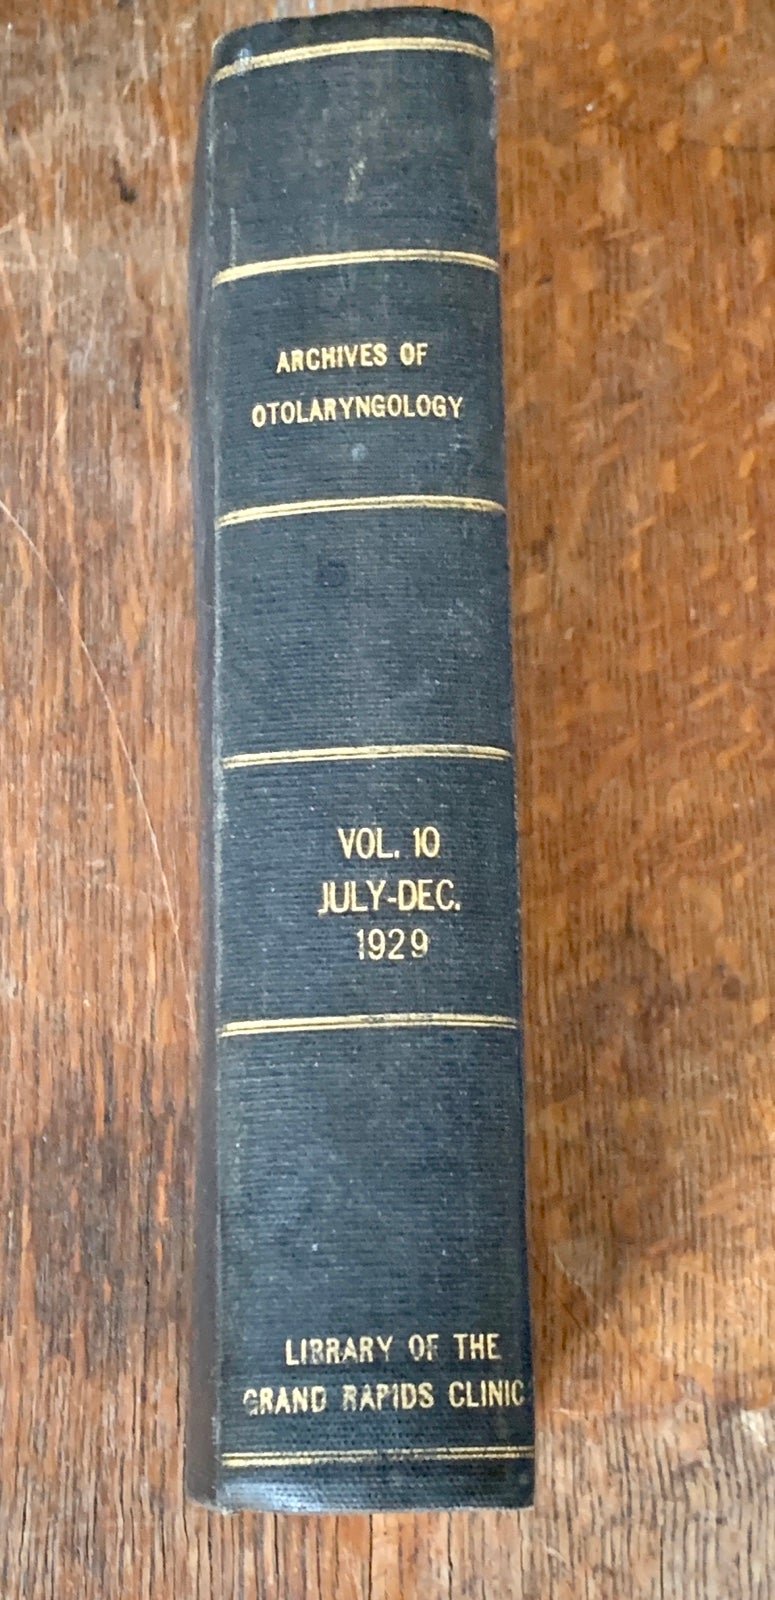 ARCHIVES OF
OTOLARYNGOLOGY
VOL. 10
JULY-DEC.
1929
LIBRARY OF THE
GRAND RAPIDS CLINIC